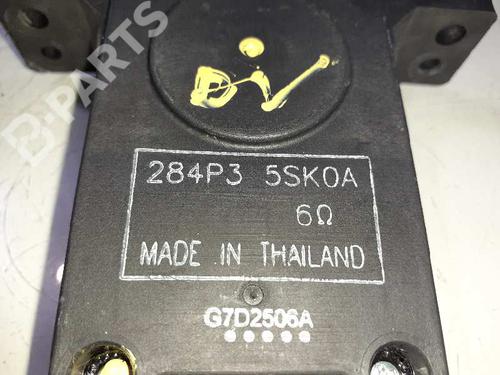 B-PARTS
284P3 5SK0A
6Ω
MADE IN THAILAND
G7D2506A